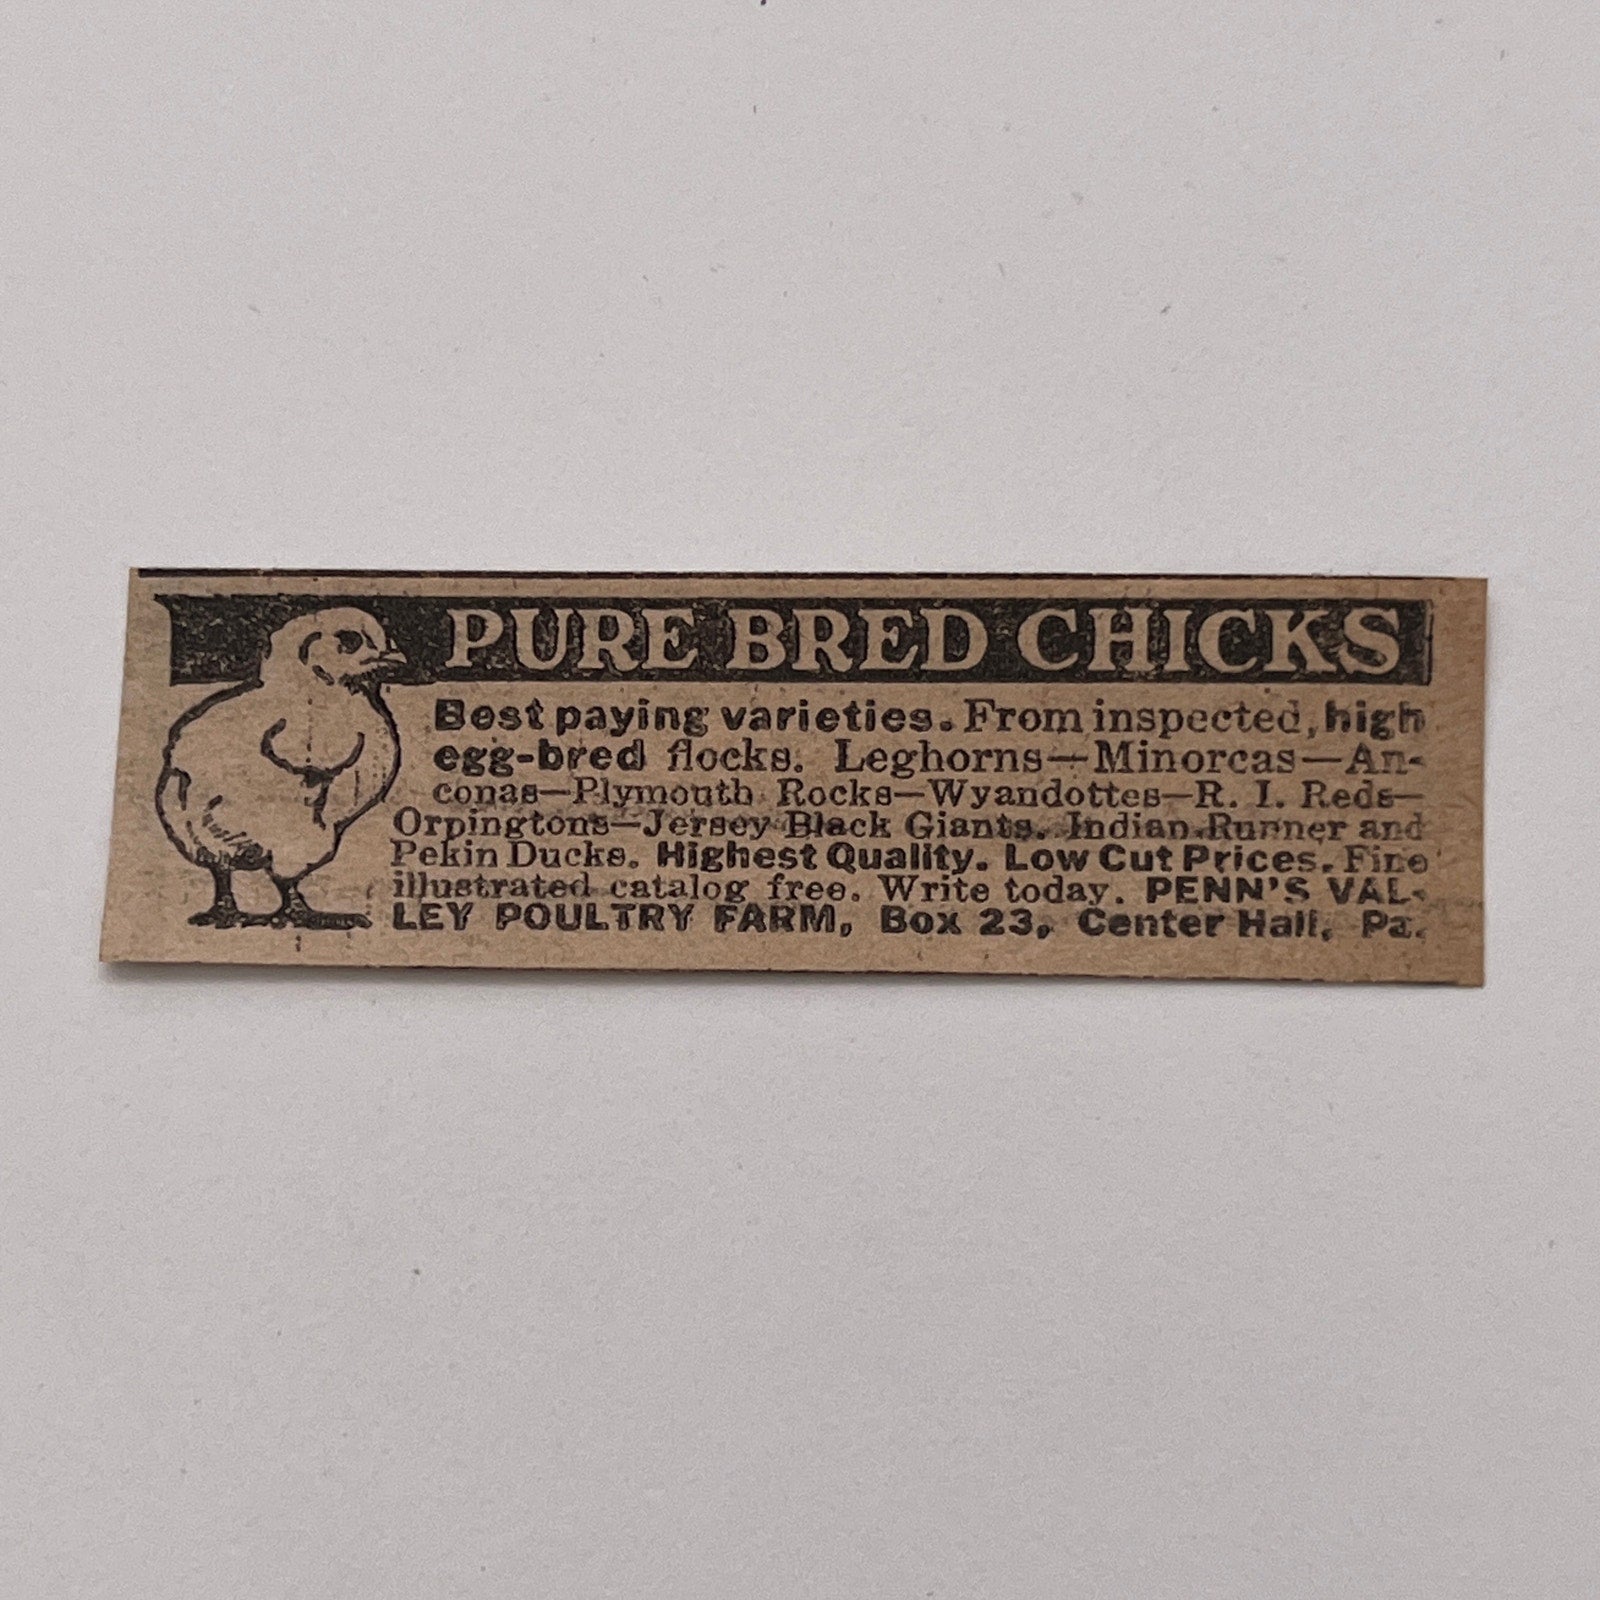 PURE BRED CHICKS
Best paying varieties. From inspected, high
egg-bred flocks. Leghorns—Minorcas—An-
conas—Plymouth Rocks—Wyandottes—R. I. Reds—
Orpingtons—Jersey Black Giants. Indian Runner and
Pekin Ducks. Highest Quality. Low Cut Prices. Fine
illustrated catalog free. Write today. PENN'S VAL-
LEY POULTRY FARM, Box 23, Center Hall, Pa.